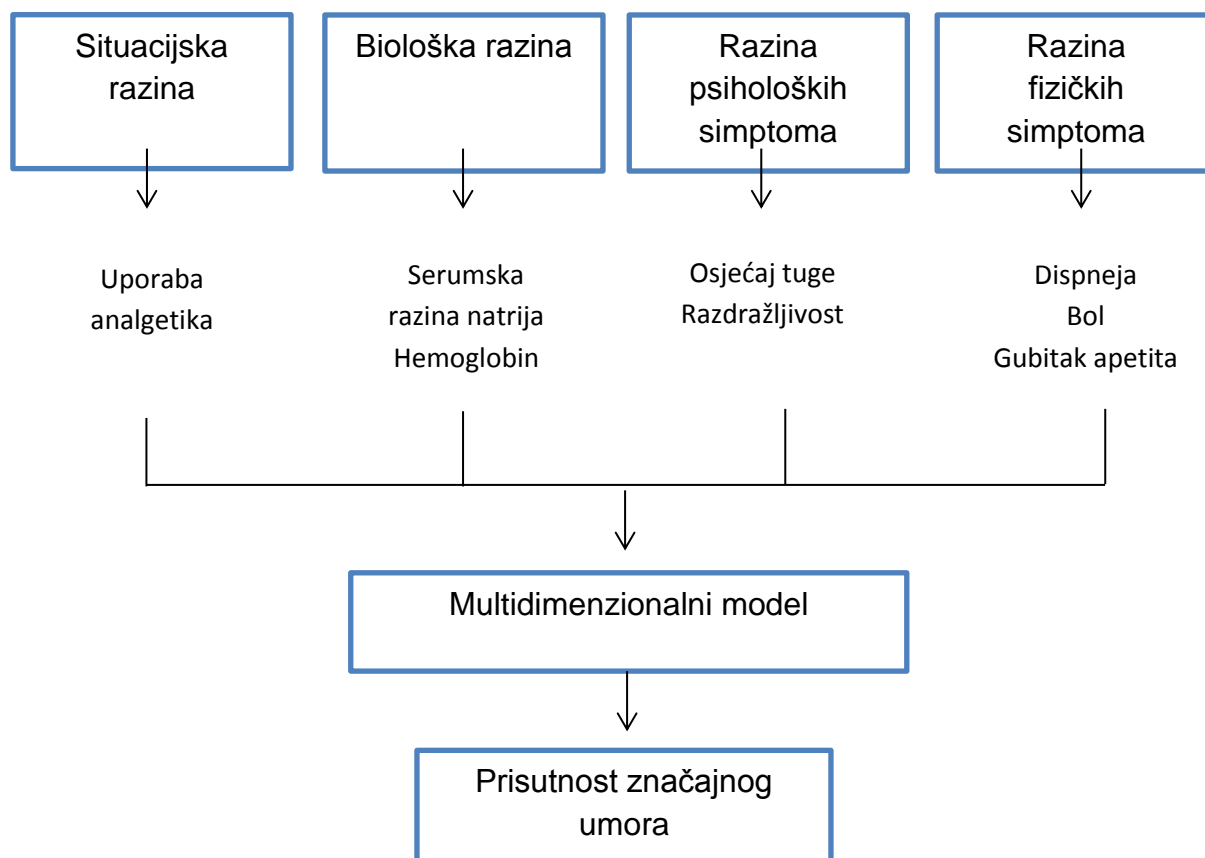 Situacijska
razina
Biološka razina
Razina
psiholoških
simptoma
Razina
fizičkih
simptoma
Uporaba
analgetika
Serumska
razina natrija
Hemoglobin
Osjećaj tuge
Razdražljivost
Dispneja
Bol
Gubitak apetita
Multidimenzionalni model
Prisutnost značajnog
umora